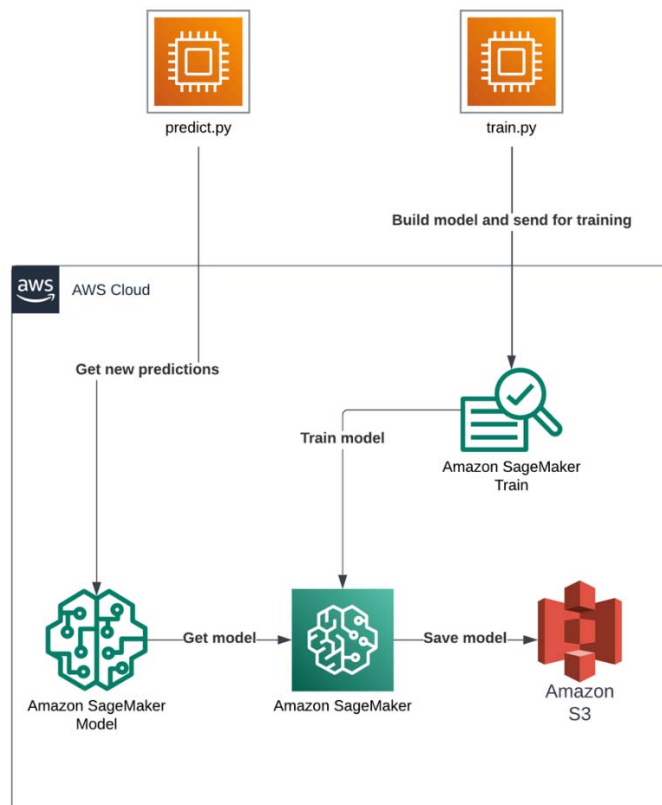 predict.py
train.py
Build model and send for training
aws
AWS Cloud
Get new predictions
Train model
Amazon SageMaker
Train
Get model
Save model
Amazon SageMaker
Model
Amazon SageMaker
Amazon
S3